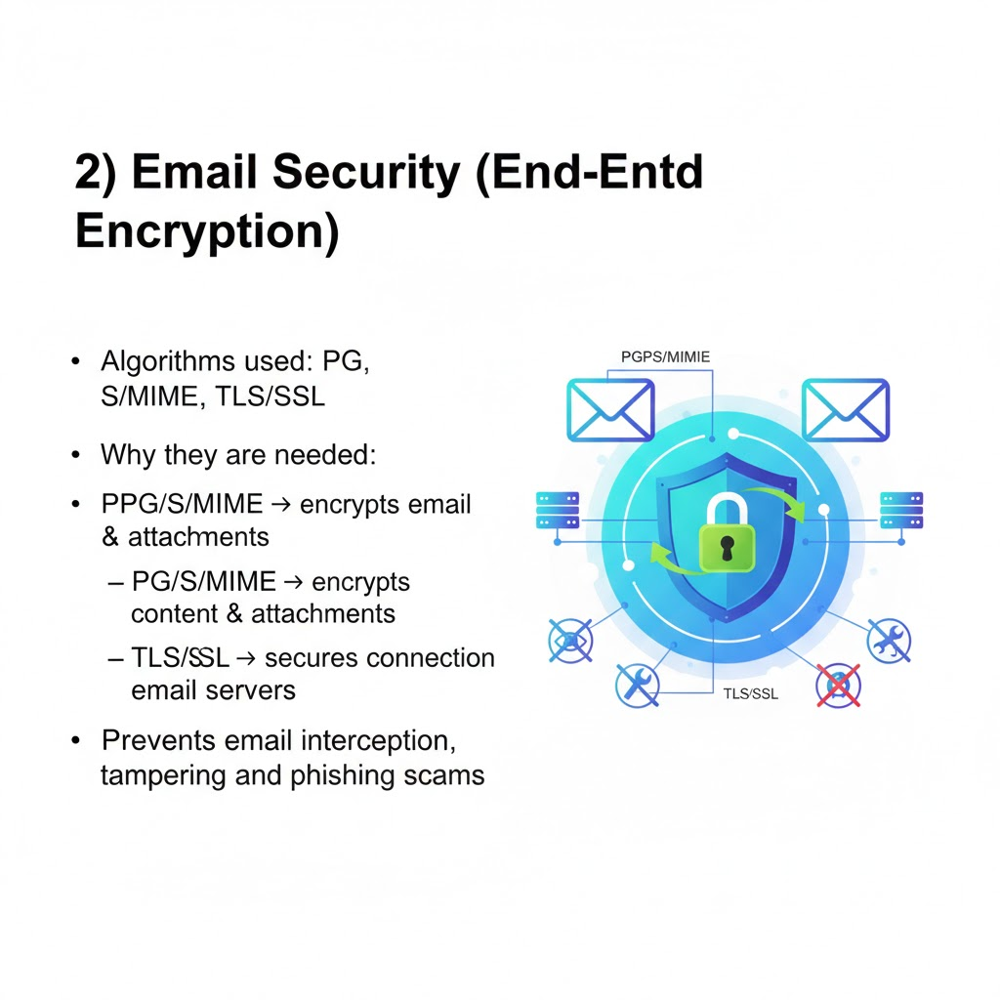 2) Email Security (End-Entd
Encryption)
• Algorithms used: PG,
S/MIME, TLS/SSL
• Why they are needed:
• PPG/S/MIME → encrypts email
& attachments
– PG/S/MIME → encrypts
content & attachments
– TLS/SSL → secures connection
email servers
• Prevents email interception,
tampering and phishing scams
PGPS/MIMIE
TLS/SSL